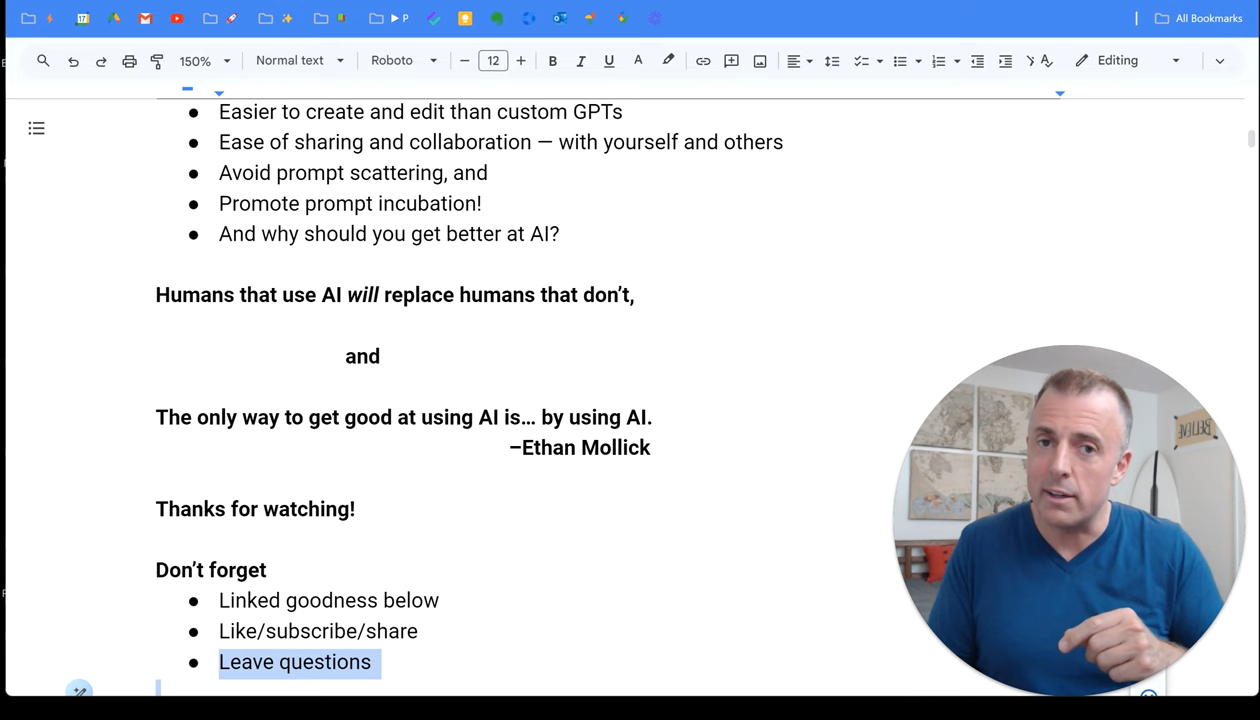 17
P
All Bookmarks
150%
Normal text
Roboto
12
B
I
U
A
A
Editing
Easier to create and edit than custom GPTs
Ease of sharing and collaboration — with yourself and others
Avoid prompt scattering, and
Promote prompt incubation!
And why should you get better at AI?
Humans that use AI will replace humans that don’t,
and
The only way to get good at using AI is… by using AI.
–Ethan Mollick
BELIEVE
Thanks for watching!
Don’t forget
Linked goodness below
Like/subscribe/share
Leave questions